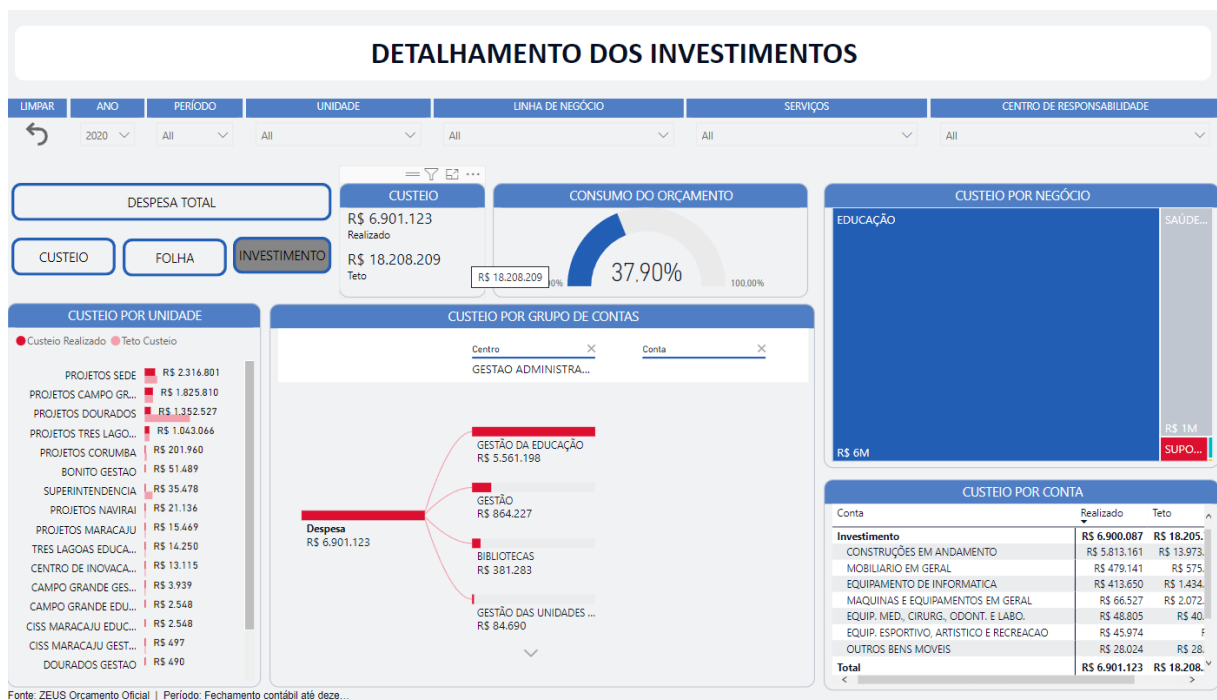 DETALHAMENTO DOS INVESTIMENTOS
LIMPAR ANO PERÍODO UNIDADE LINHA DE NEGÓCIO SERVIÇOS CENTRO DE RESPONSABILIDADE
2020 All All All All All
DESPESA TOTAL
CUSTEIO FOLHA INVESTIMENTO
CUSTEIO
R$ 6.901.123
Realizado
R$ 18.208.209
Teto
CONSUMO DO ORÇAMENTO
37,90%
R$ 18.208.209
00% 100,00%
CUSTEIO POR NEGÓCIO
EDUCAÇÃO SAÚDE...
R$ 6M
R$ 1M
SUPO...
CUSTEIO POR UNIDADE
Custeio Realizado Teto Custeio
PROJETOS SEDE R$ 2.316.801
PROJETOS CAMPO GR... R$ 1.825.810
PROJETOS DOURADOS R$ 1.352.527
PROJETOS TRES LAGO... R$ 1.043.066
PROJETOS CORUMBA R$ 201.960
BONITO GESTAO R$ 51.489
SUPERINTENDENCIA R$ 35.478
PROJETOS NAVIRAI R$ 21.136
PROJETOS MARACAJU R$ 15.469
TRES LAGOAS EDUCA... R$ 14.250
CENTRO DE INOVACA... R$ 13.115
CAMPO GRANDE GES... R$ 3.939
CAMPO GRANDE EDU... R$ 2.548
CISS MARACAJU EDUC... R$ 2.548
CISS MARACAJU GEST... R$ 497
DOURADOS GESTAO R$ 490
CUSTEIO POR GRUPO DE CONTAS
Centro Conta
GESTAO ADMINISTRA...
Despesa
R$ 6.901.123
GESTÃO DA EDUCAÇÃO
R$ 5.561.198
GESTÃO
R$ 864.227
BIBLIOTECAS
R$ 381.283
GESTÃO DAS UNIDADES ...
R$ 84.690
CUSTEIO POR CONTA
Conta Realizado Teto
Investimento R$ 6.900.087 R$ 18.205.
CONSTRUÇÕES EM ANDAMENTO R$ 5.813.161 R$ 13.973.
MOBILIARIO EM GERAL R$ 479.141 R$ 575.
EQUIPAMENTO DE INFORMATICA R$ 413.650 R$ 1.434.
MAQUINAS E EQUIPAMENTOS EM GERAL R$ 66.527 R$ 2.072.
EQUIP. MED., CIRURG., ODONT. E LABO. R$ 48.805 R$ 40.
EQUIP. ESPORTIVO, ARTISTICO E RECREACAO R$ 45.974
OUTROS BENS MOVEIS R$ 28.024 R$ 28.
Total R$ 6.901.123 R$ 18.208.
Fonte: ZEUS Orçamento Oficial | Período: Fechamento contábil até deze...